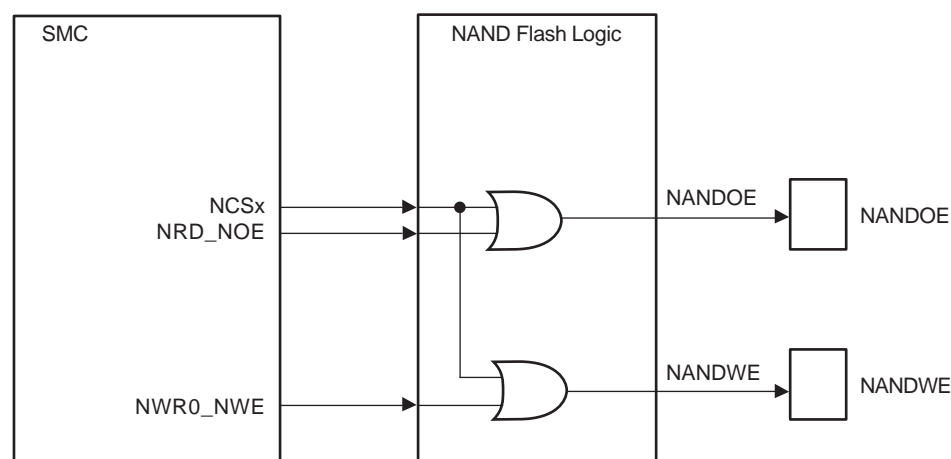 SMC
NAND Flash Logic
NCSx
NRD_NOE
NANDOE
NANDOE
NWR0_NWE
NANDWE
NANDWE